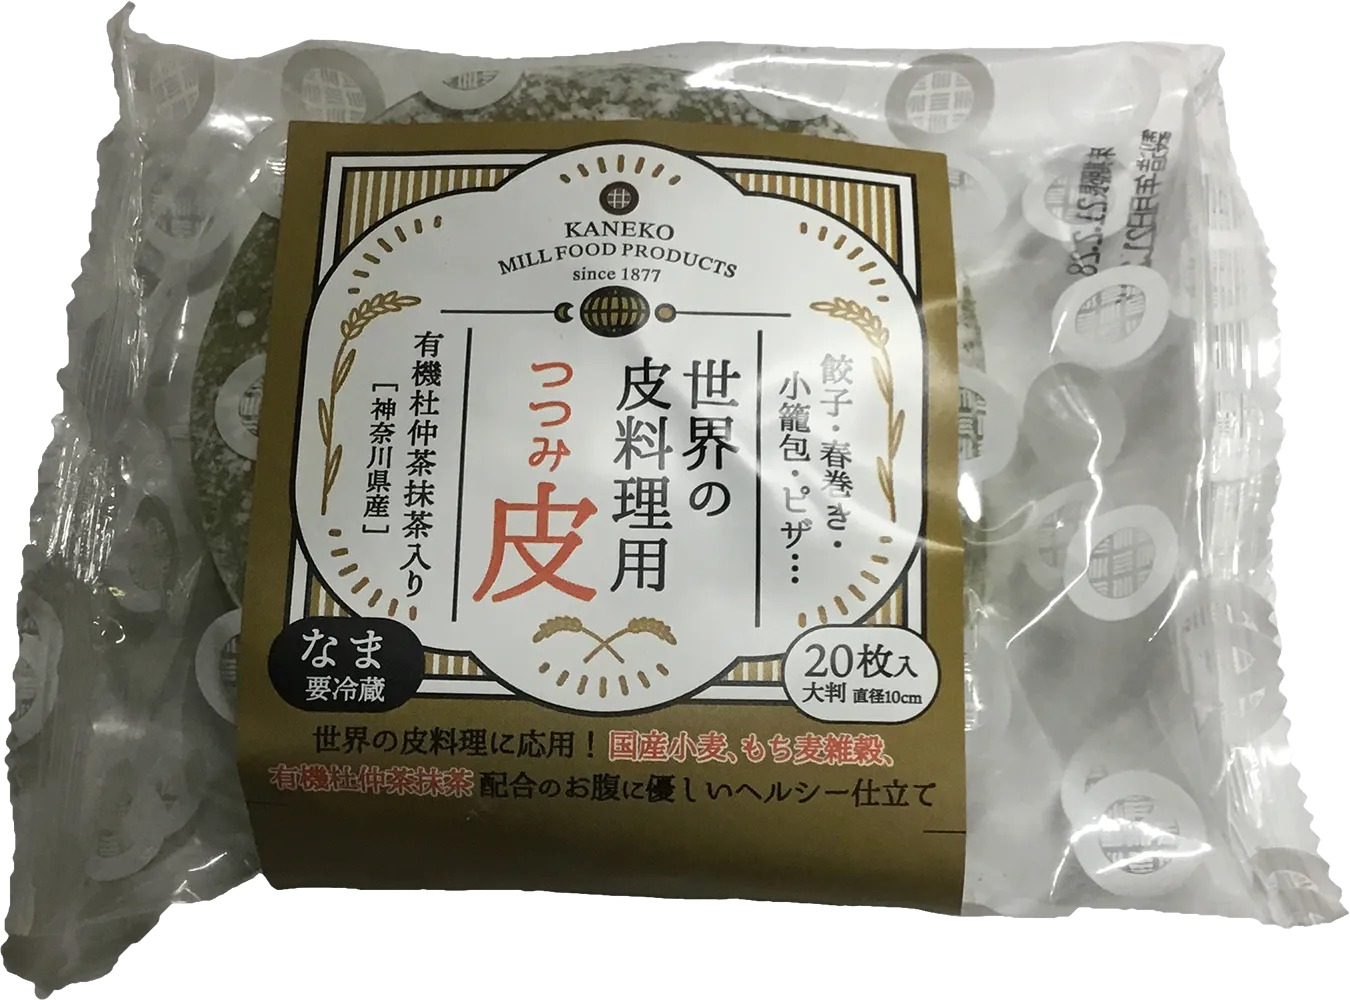 KANEKO
MILL FOOD PRODUCTS
since 1877
餃子・春巻き・
小籠包・ピザ…
世界の
皮料理用
つつみ皮
有機杜仲茶抹茶入り
［神奈川県産］
なま
要冷蔵
20枚入
大判 直径10cm
世界の皮料理に応用！国産小麦、もち麦雑穀、
有機杜仲茶抹茶 配合のお腹に優しいヘルシー仕立て